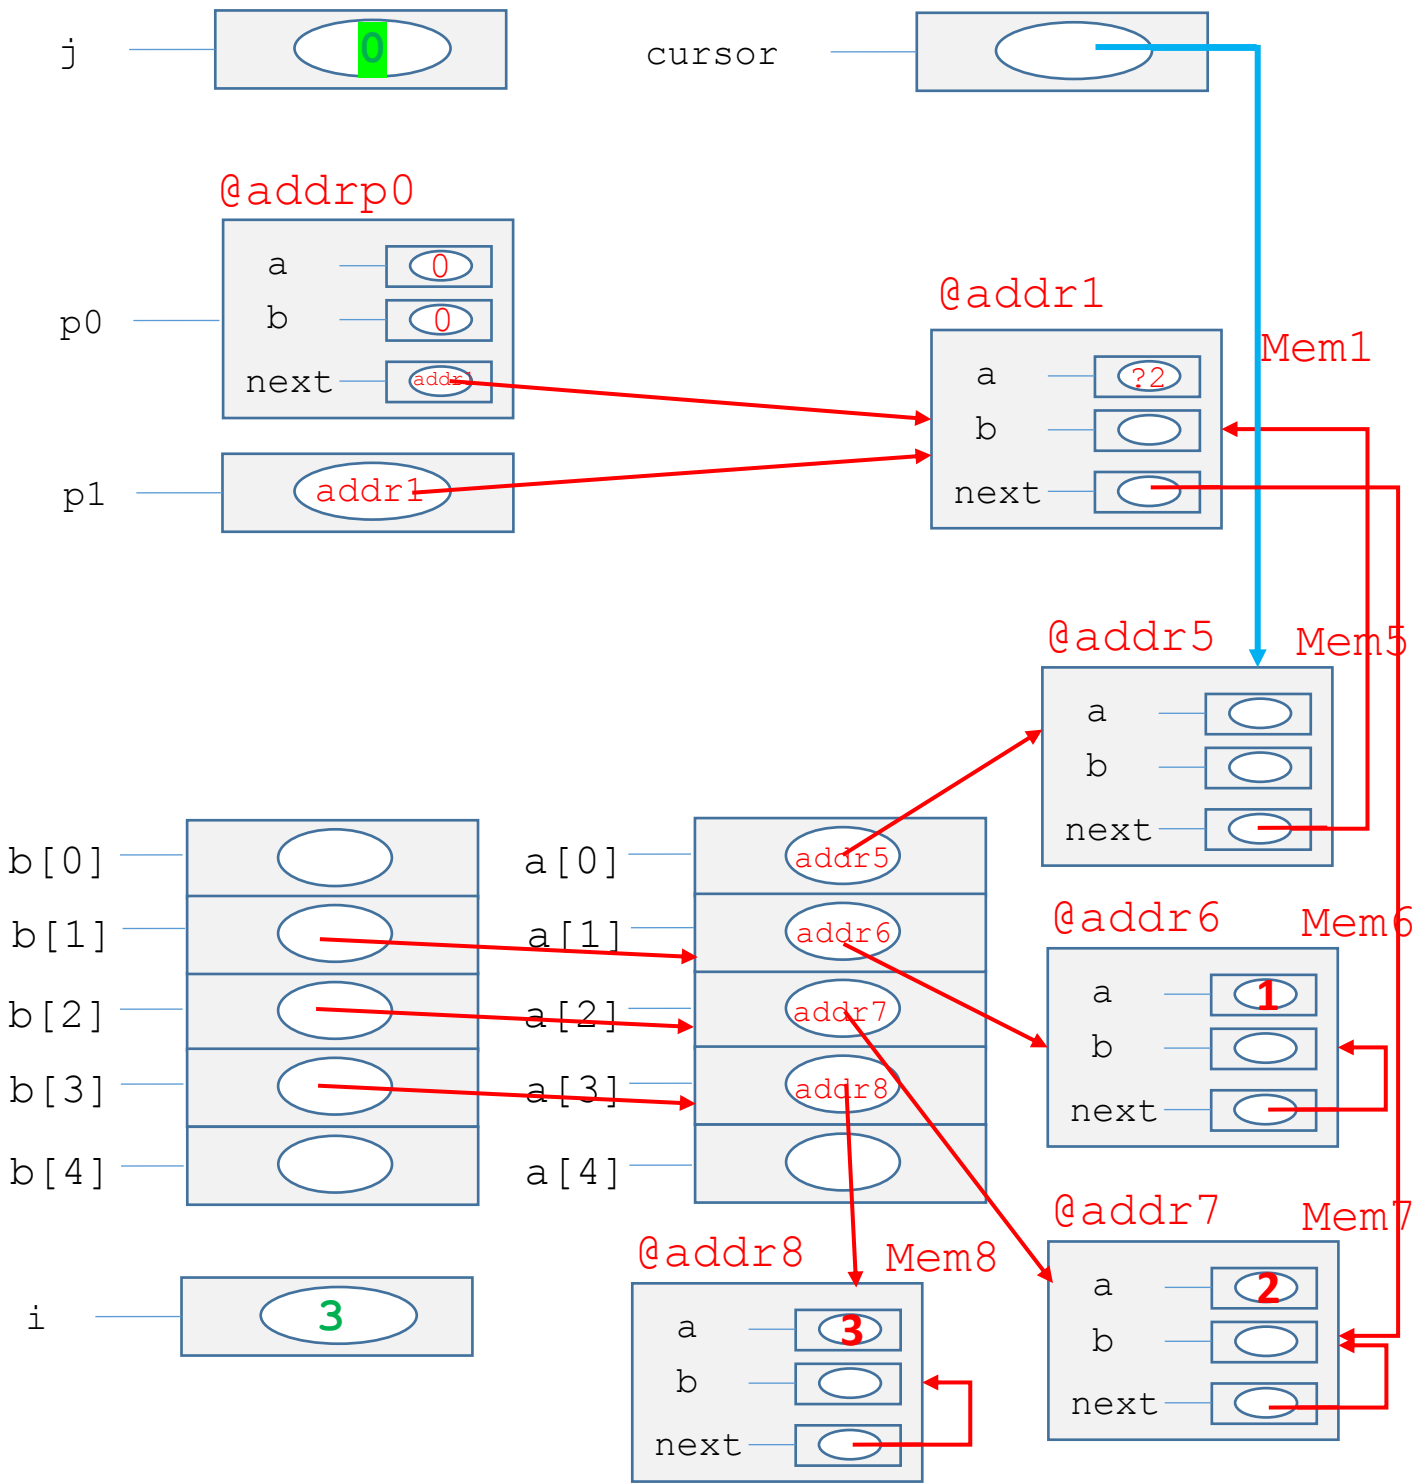 j
0
cursor
@addrp0
a
0
b
0
p0
next
addr1
p1
addr1
@addr1
Mem1
a
?2
b
next
@addr5
Mem5
a
b
next
b[0]
a[0]
addr5
b[1]
a[1]
addr6
b[2]
a[2]
addr7
b[3]
a[3]
addr8
b[4]
a[4]
@addr6
Mem6
a
1
b
next
@addr7
Mem7
a
2
b
next
@addr8
Mem8
a
3
b
next
i
3